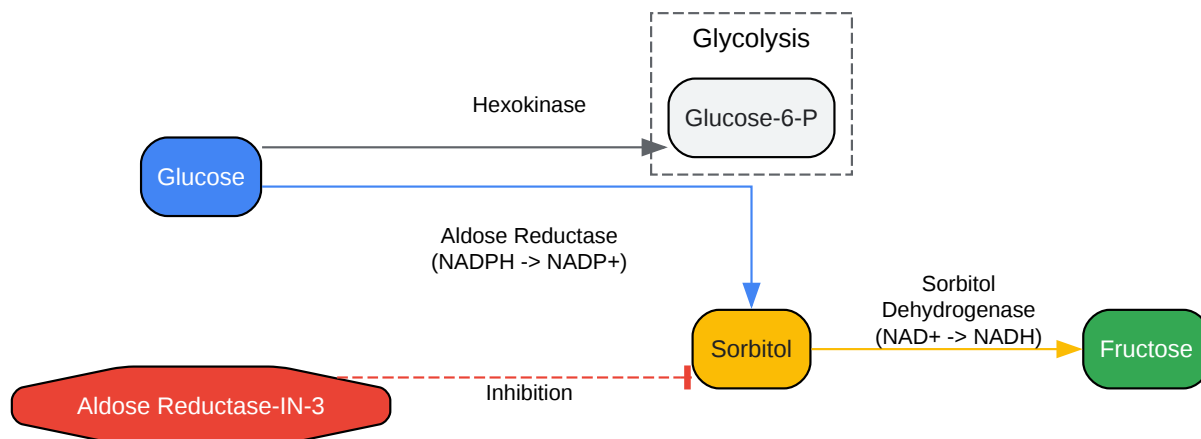 Glycolysis
Hexokinase
Glucose-6-P
Glucose
Aldose Reductase
(NADPH -> NADP+)
Sorbitol
Dehydrogenase
(NAD+ -> NADH)
Sorbitol
Fructose
Inhibition
Aldose Reductase-IN-3